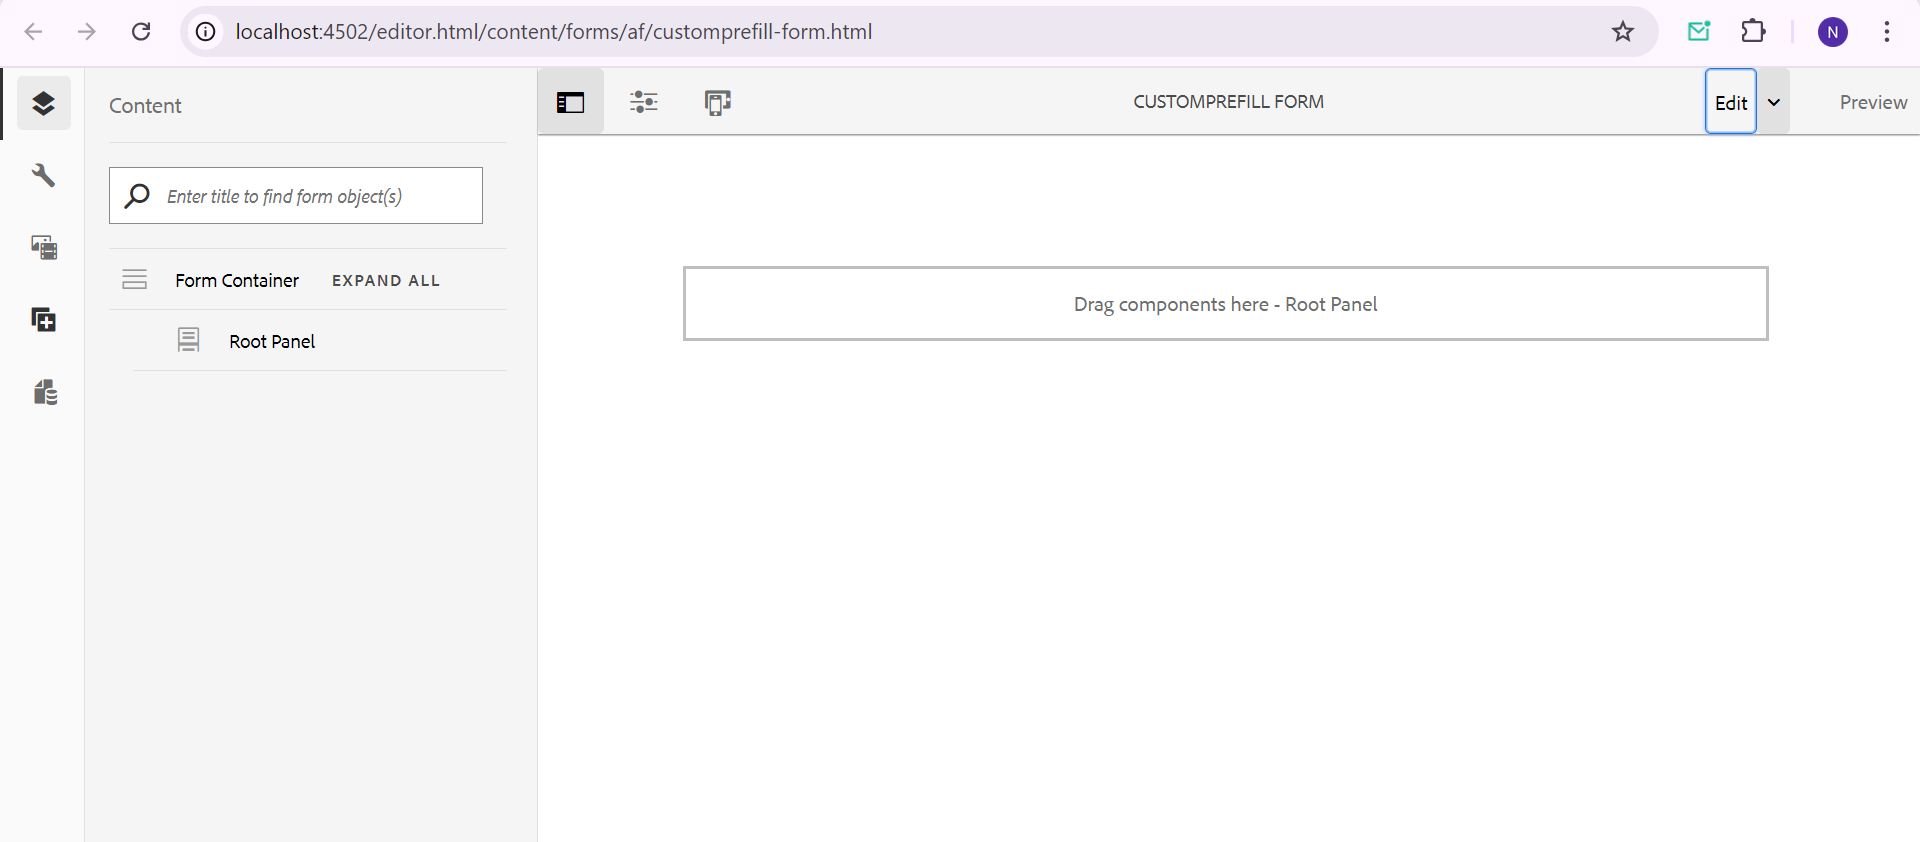 localhost:4502/editor.html/content/forms/af/customprefill-form.html
N
Content
CUSTOMPREFILL FORM
Edit
Preview
Enter title to find form object(s)
Form Container EXPAND ALL
Root Panel
Drag components here - Root Panel